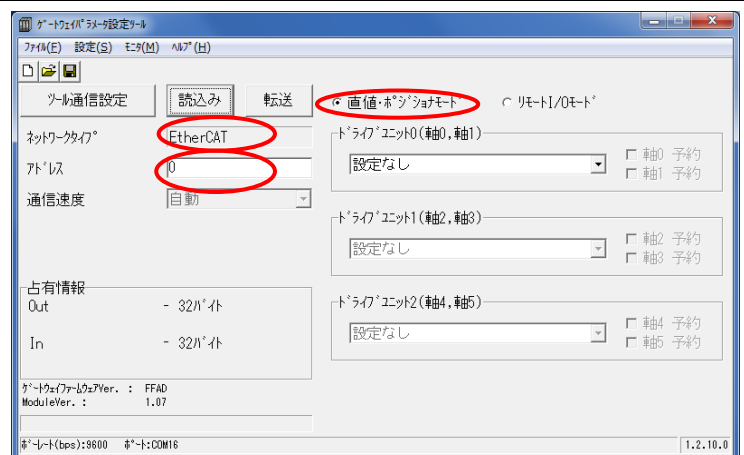 ｹﾞｰﾄｳｪｲﾊﾟﾗﾒｰﾀ設定ﾂｰﾙ
ﾌｧｲﾙ(F) 設定(S) ﾓﾆﾀ(M) ﾍﾙﾌﾟ(H)
ﾂｰﾙ通信設定 読込み 転送 直値･ﾎﾟｼﾞｼｮﾅﾓｰﾄﾞ ﾘﾓｰﾄI/Oﾓｰﾄﾞ
ﾈｯﾄﾜｰｸﾀｲﾌﾟ EtherCAT
ｱﾄﾞﾚｽ 0
通信速度 自動
ﾄﾞﾗｲﾌﾞﾕﾆｯﾄ0(軸0,軸1)
設定なし
軸0 予約
軸1 予約
ﾄﾞﾗｲﾌﾞﾕﾆｯﾄ1(軸2,軸3)
設定なし
軸2 予約
軸3 予約
占有情報
Out - 32ﾊﾞｲﾄ
In - 32ﾊﾞｲﾄ
ﾄﾞﾗｲﾌﾞﾕﾆｯﾄ2(軸4,軸5)
設定なし
軸4 予約
軸5 予約
ｹﾞｰﾄｳｪｲﾌｧｰﾑｳｪｱVer. : FFAD
ModuleVer. : 1.07
ﾎﾞｰﾚｰﾄ(bps):9600 ﾎﾟｰﾄ:COM16 1.2.10.0